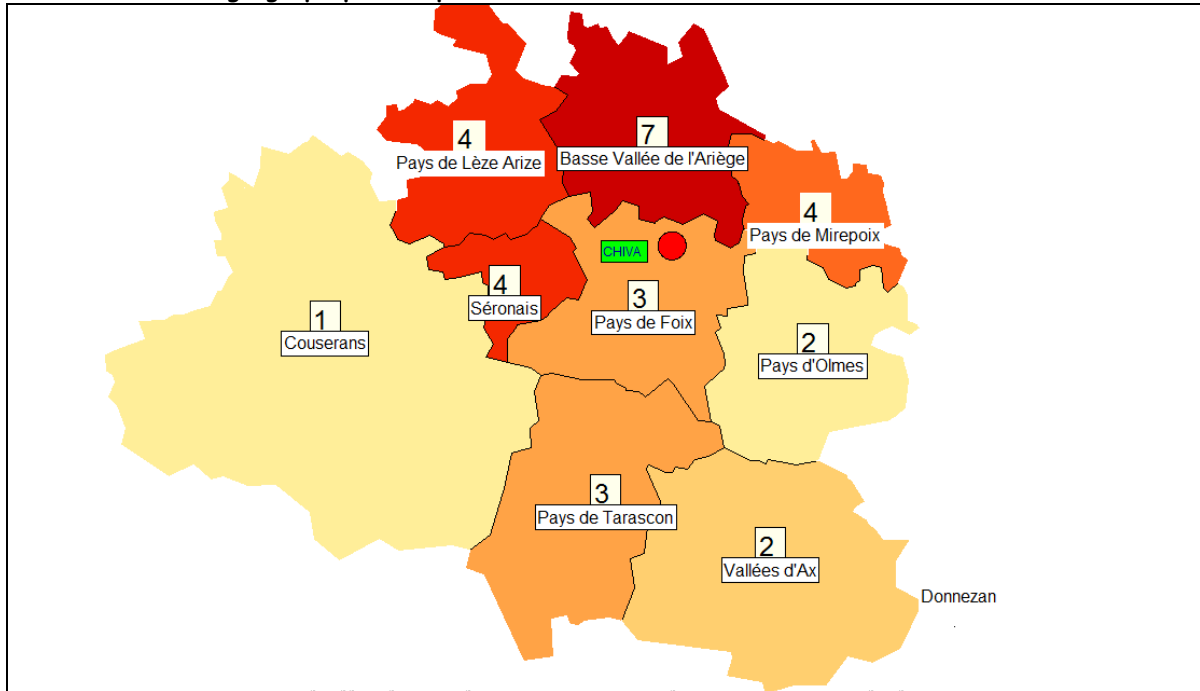 4
Pays de Lèze Arize
7
Basse Vallée de l'Ariège
4
Pays de Mirepoix
CHIVA
4
Séronais
3
Pays de Foix
1
Couserans
2
Pays d'Olmes
3
Pays de Tarascon
2
Vallées d'Ax
Donnezan